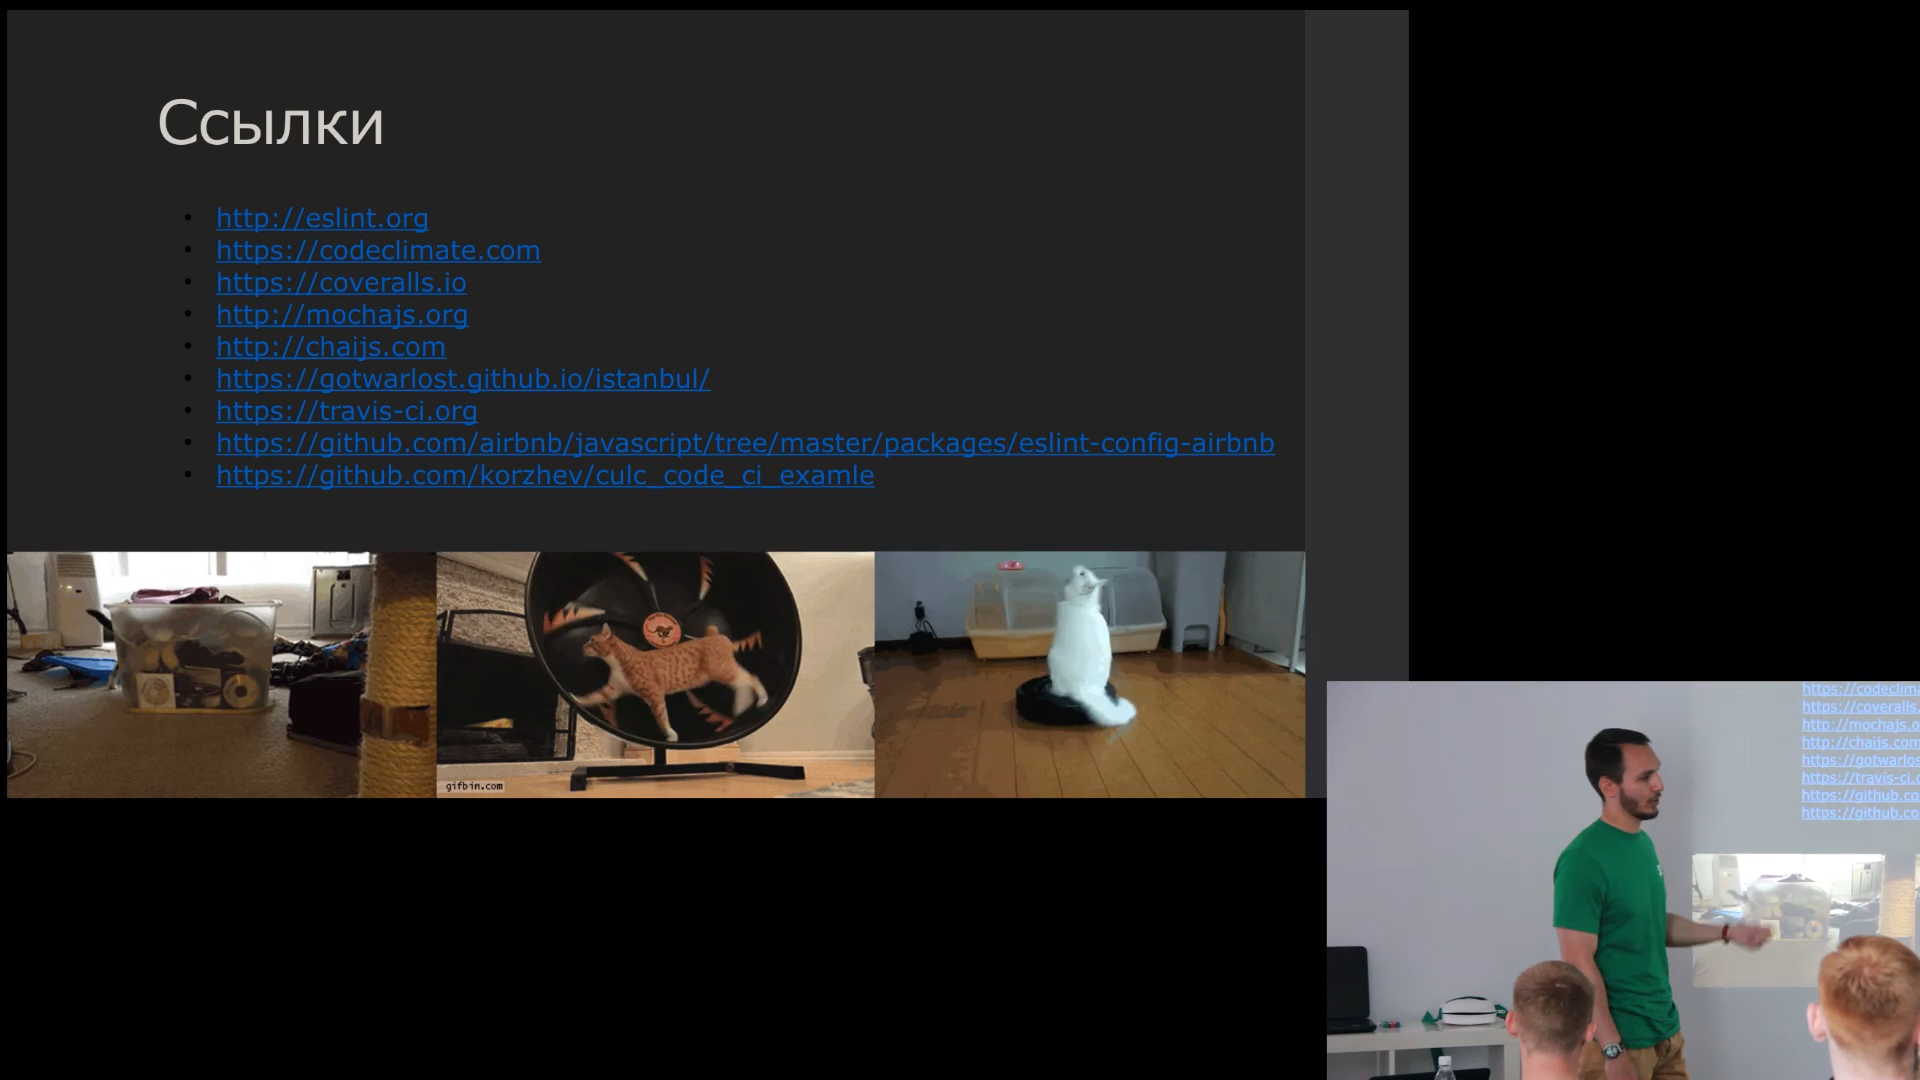 Ссылки
http://eslint.org
https://codeclimate.com
https://coveralls.io
http://mochajs.org
http://chaijs.com
https://gotwarlost.github.io/istanbul/
https://travis-ci.org
https://github.com/airbnb/javascript/tree/master/packages/eslint-config-airbnb
https://github.com/korzhev/culc_code_ci_examle
gifbin.com
https://codeclima
https://coveralls.
http://mochajs.o
http://chaijs.com
https://gotwarlos
https://travis-ci.o
https://github.co
https://github.co